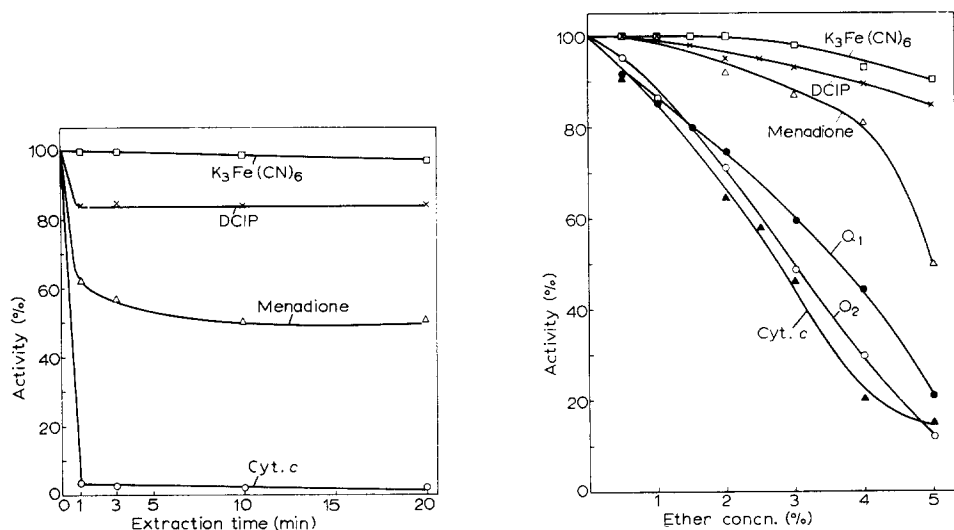 100
80
60
40
20
0
Activity (%)
K3Fe(CN)6
DCIP
Menadione
Cyt. c
0 1 3 5 10 15 20
Extraction time (min)
100
80
60
40
20
Activity (%)
K3Fe(CN)6
DCIP
Menadione
Q1
Q2
Cyt. c
1 2 3 4 5
Ether concn. (%)